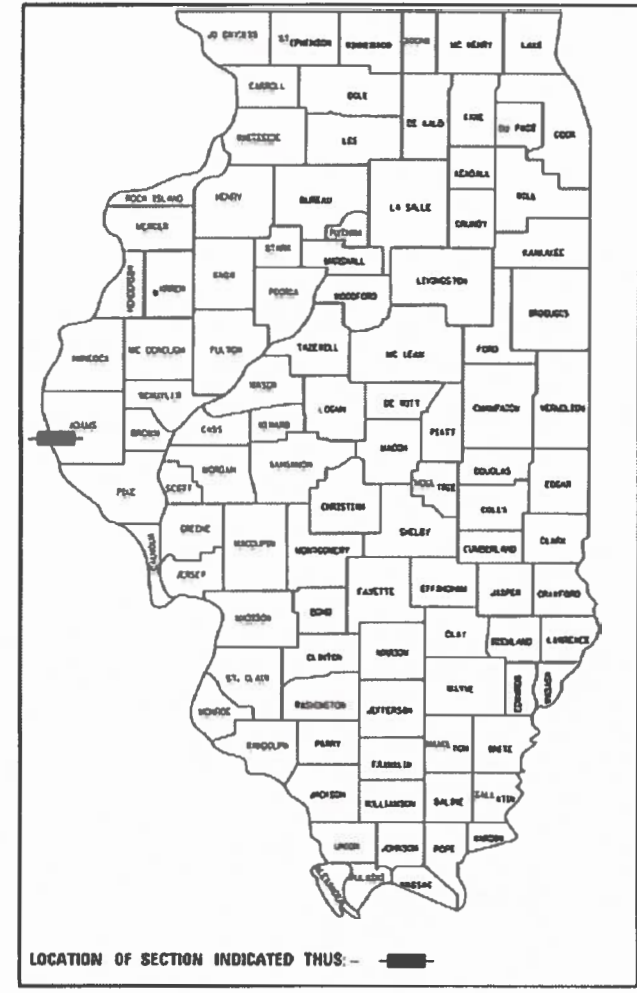 JO DAVIESS STEPHENSON WINNEBAGO BOONE MC HENRY LAKE
CARROLL OGLE
DE KALB KANE DU PAGE COOK
WHITESIDE LEE
KENDALL
ROCK ISLAND HENRY BUREAU LA SALLE WILL
MERCER PUTNAM GRUNDY
STARK MARSHALL KANKAKEE
HENDERSON WARREN KNOX PEORIA WOODFORD LIVINGSTON
IROQUOIS
HANCOCK MC DONOUGH FULTON TAZEWELL MC LEAN FORD
MASON
SCHUYLER LOGAN DE WITT CHAMPAIGN VERMILION
ADAMS BROWN CASS MENARD PIATT
MACON
MORGAN SANGAMON DOUGLAS EDGAR
PIKE SCOTT MOULTRIE
CHRISTIAN COLES
GREENE MACOUPIN SHELBY CLARK
CALHOUN MONTGOMERY CUMBERLAND
JERSEY FAYETTE EFFINGHAM JASPER CRAWFORD
MADISON BOND
CLAY RICHLAND LAWRENCE
CLINTON MARION
ST. CLAIR WAYNE EDWARDS WABASH
WASHINGTON JEFFERSON
MONROE
RANDOLPH PERRY HAMILTON WHITE
FRANKLIN
JACKSON WILLIAMSON SALINE GALLATIN
UNION JOHNSON POPE HARDIN
ALEXANDER PULASKI MASSAC
LOCATION OF SECTION INDICATED THUS: –